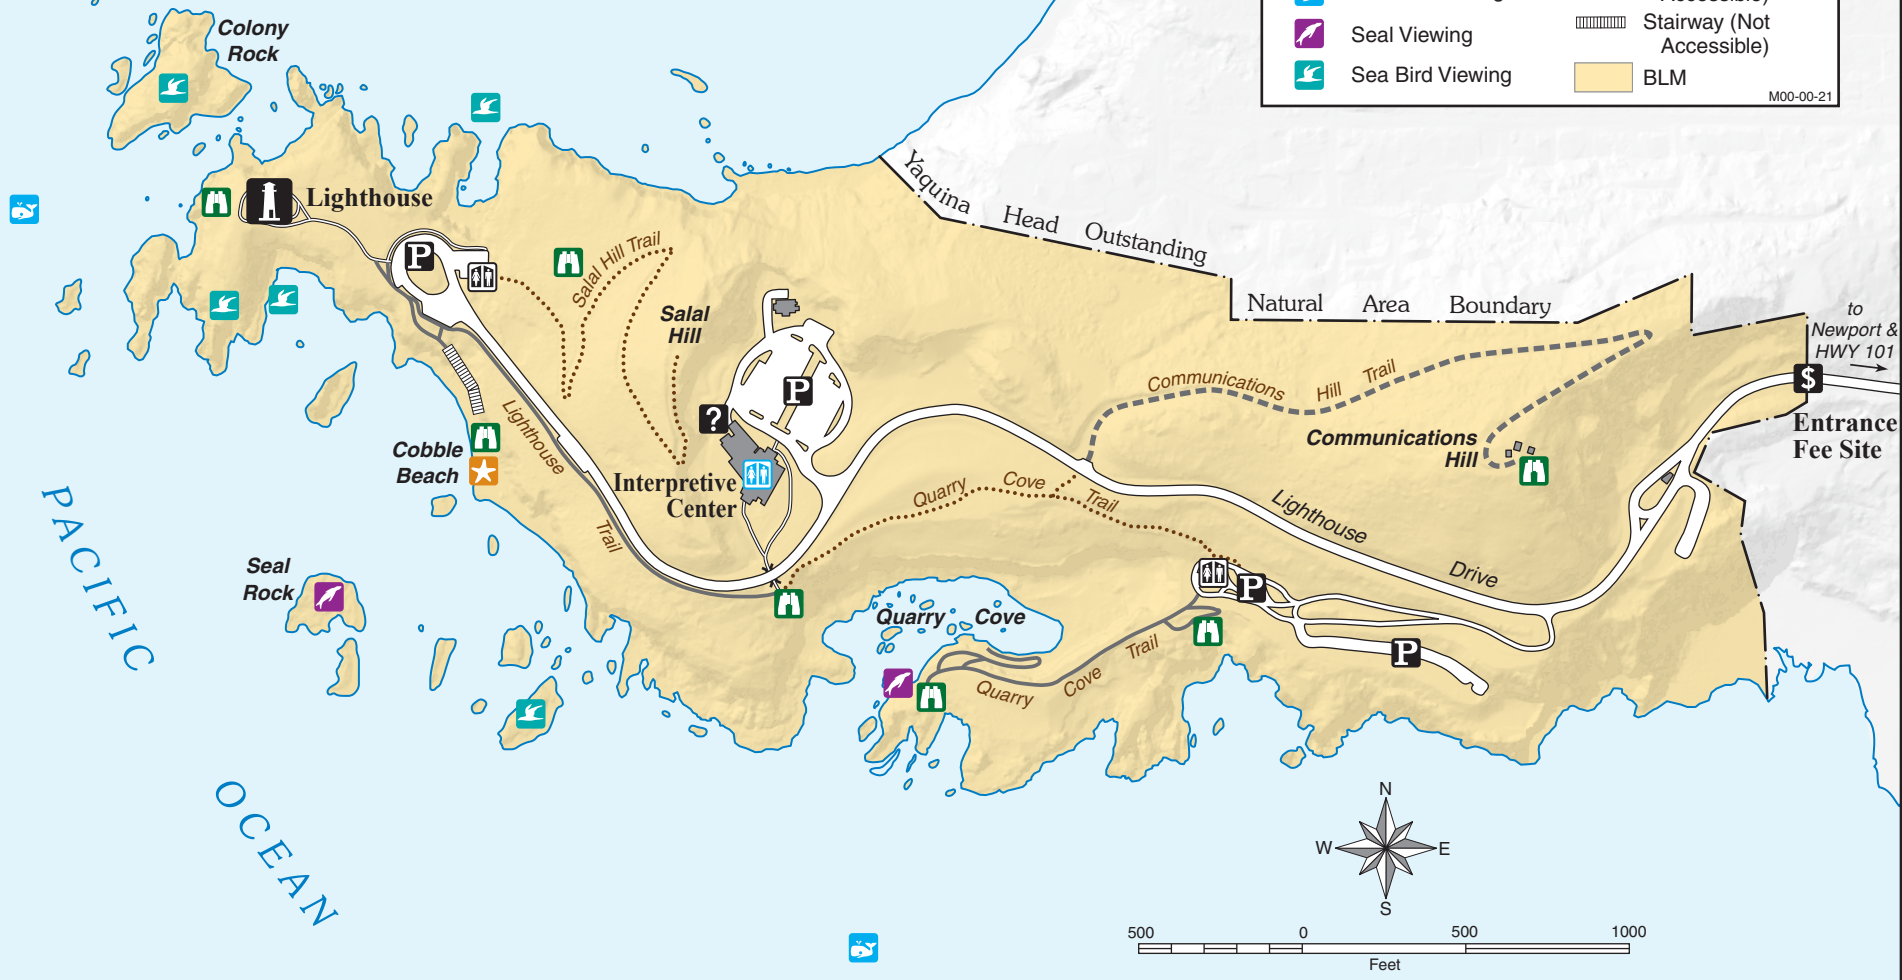 Accessible)
Seal Viewing
Stairway (Not
Accessible)
Sea Bird Viewing
BLM
M00-00-21
Colony
Rock
Lighthouse
P
Yaquina Head Outstanding
Natural Area Boundary
to
Newport &
HWY 101
$
Entrance
Fee Site
Salal Hill Trail
Salal
Hill
P
?
Interpretive
Center
Communications Hill Trail
Communications
Hill
Cobble
Beach
Lighthouse
Trail
Quarry Cove Trail
Lighthouse
Drive
P
P
Seal
Rock
Quarry Cove
Quarry Cove Trail
PACIFIC
OCEAN
N
W E
S
500 0 500 1000
Feet